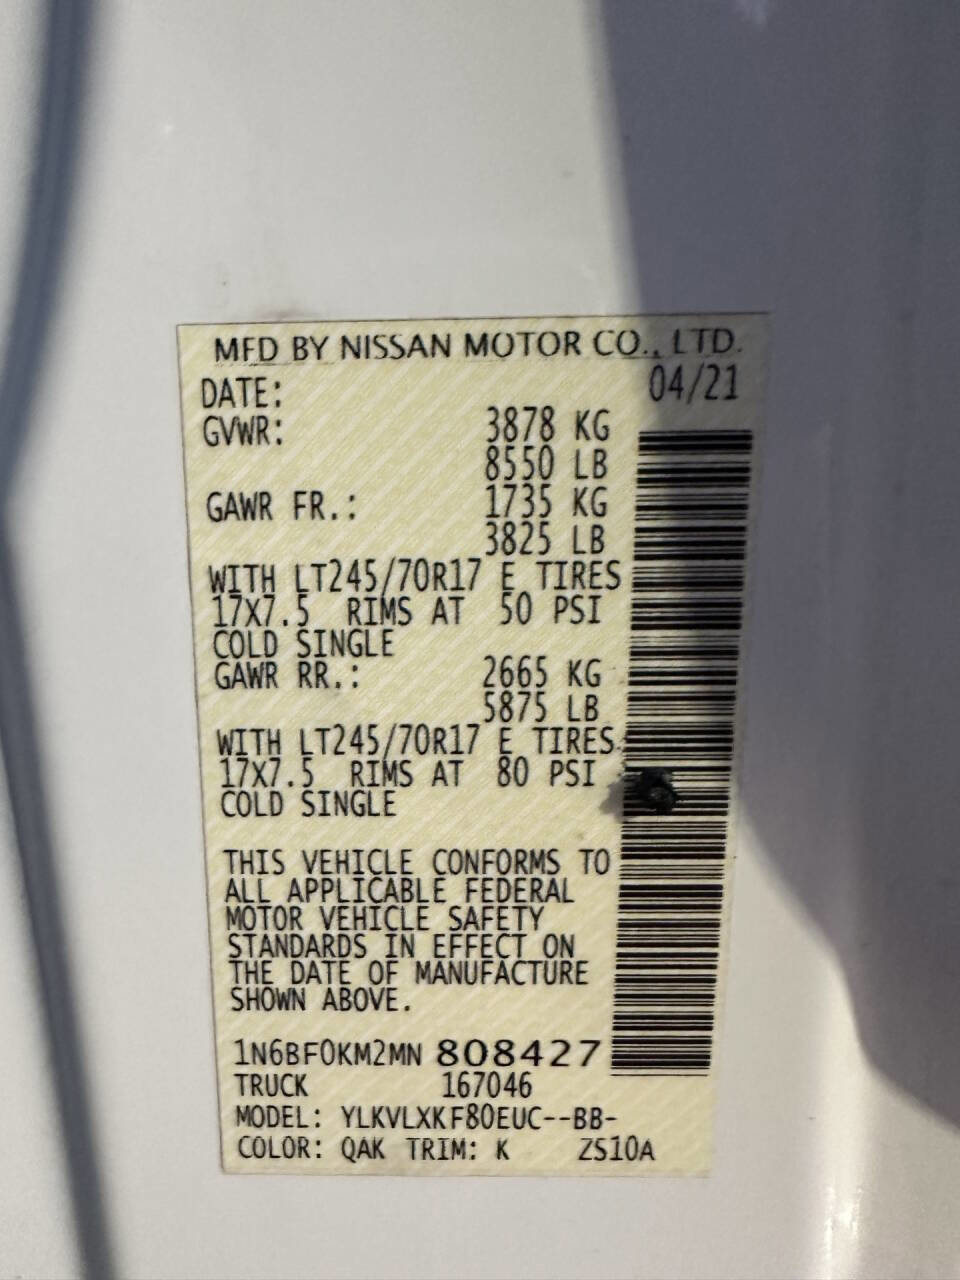 MFD BY NISSAN MOTOR CO., LTD.
DATE: 04/21
GVWR: 3878 KG
8550 LB
GAWR FR.: 1735 KG
3825 LB
WITH LT245/70R17 E TIRES
17X7.5 RIMS AT 50 PSI
COLD SINGLE
GAWR RR.: 2665 KG
5875 LB
WITH LT245/70R17 E TIRES
17X7.5 RIMS AT 80 PSI
COLD SINGLE
THIS VEHICLE CONFORMS TO
ALL APPLICABLE FEDERAL
MOTOR VEHICLE SAFETY
STANDARDS IN EFFECT ON
THE DATE OF MANUFACTURE
SHOWN ABOVE.
1N6BF0KM2MN 808427
TRUCK 167046
MODEL: YLKVLXKF80EUC--BB-
COLOR: QAK TRIM: K ZS10A